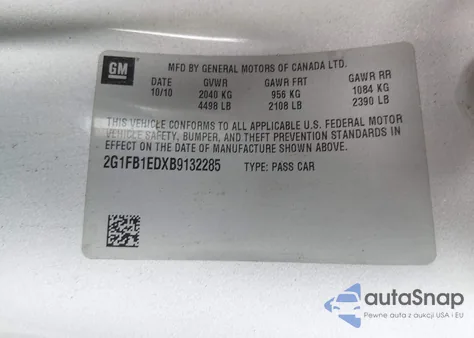 GM
MFD BY GENERAL MOTORS OF CANADA LTD.
DATE GVWR GAWR FRT GAWR RR
10/10 2040 KG 956 KG 1084 KG
4498 LB 2108 LB 2390 LB
THIS VEHICLE CONFORMS TO ALL APPLICABLE U.S. FEDERAL MOTOR
VEHICLE SAFETY, BUMPER, AND THEFT PREVENTION STANDARDS IN
EFFECT ON THE DATE OF MANUFACTURE SHOWN ABOVE.
2G1FB1EDXB9132285 TYPE: PASS CAR
autoSnap
Pewne auta z aukcji USA i EU